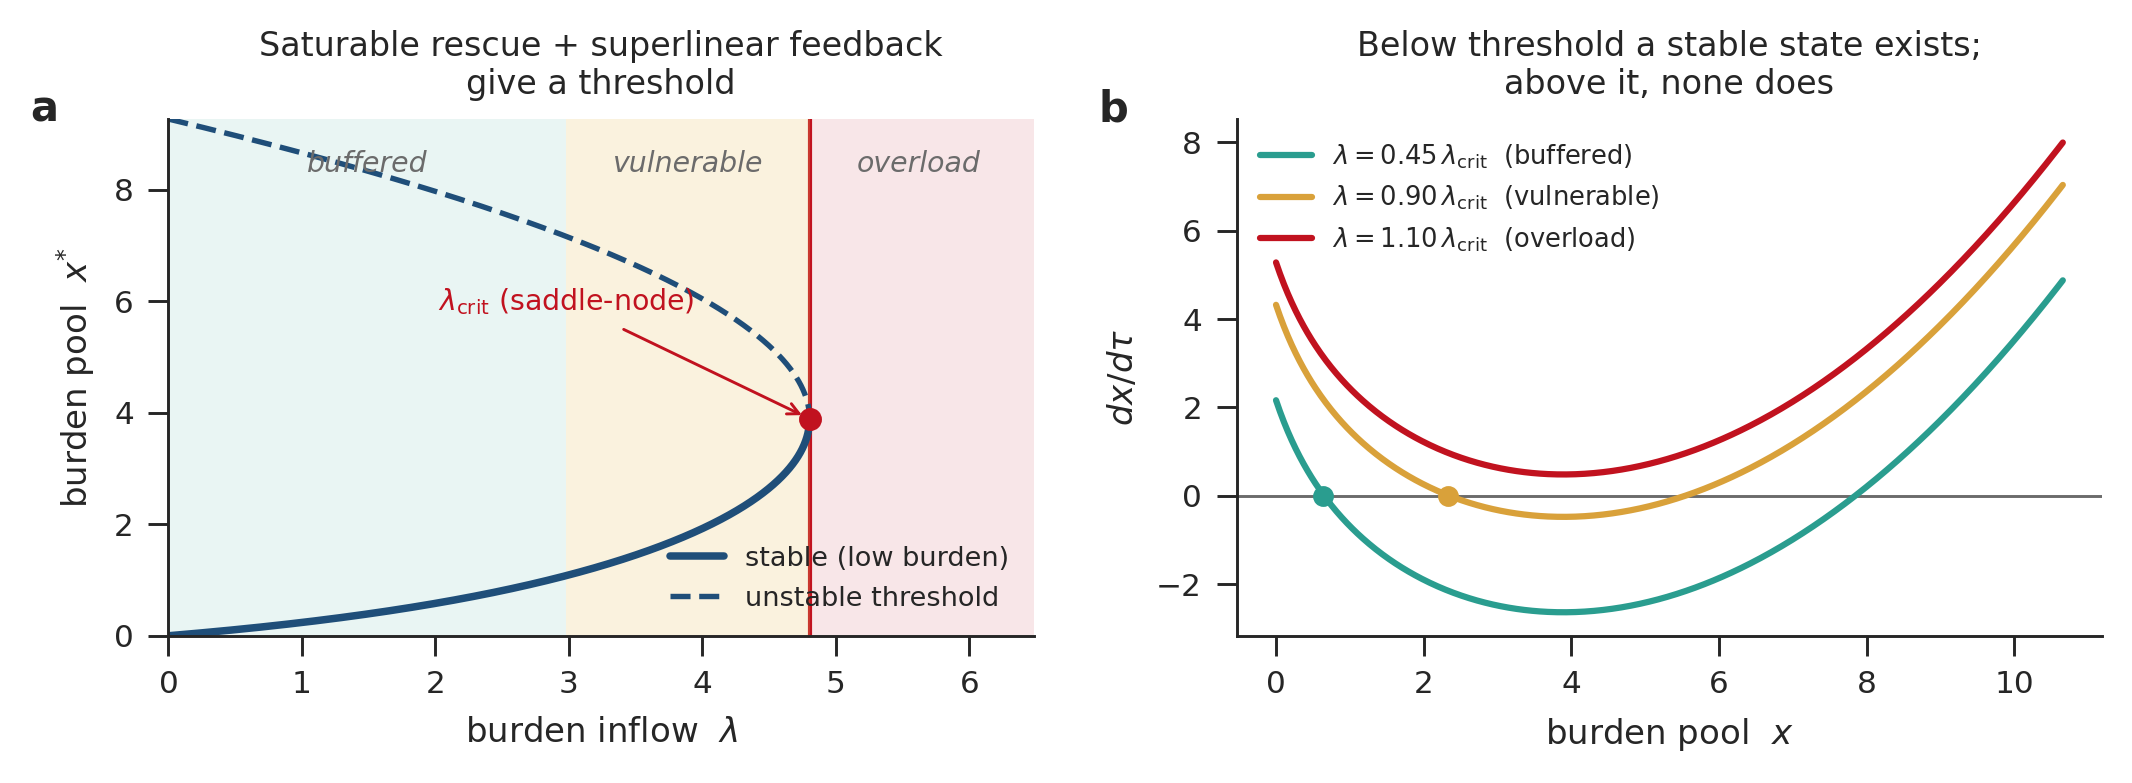 a
Saturable rescue + superlinear feedback
give a threshold
buffered
vulnerable
overload
λcrit (saddle-node)
stable (low burden)
unstable threshold
8
6
4
2
0
burden pool x*
0 1 2 3 4 5 6
burden inflow λ
b
Below threshold a stable state exists;
above it, none does
λ = 0.45 λcrit (buffered)
λ = 0.90 λcrit (vulnerable)
λ = 1.10 λcrit (overload)
8
6
4
2
0
−2
dx/dτ
0 2 4 6 8 10
burden pool x